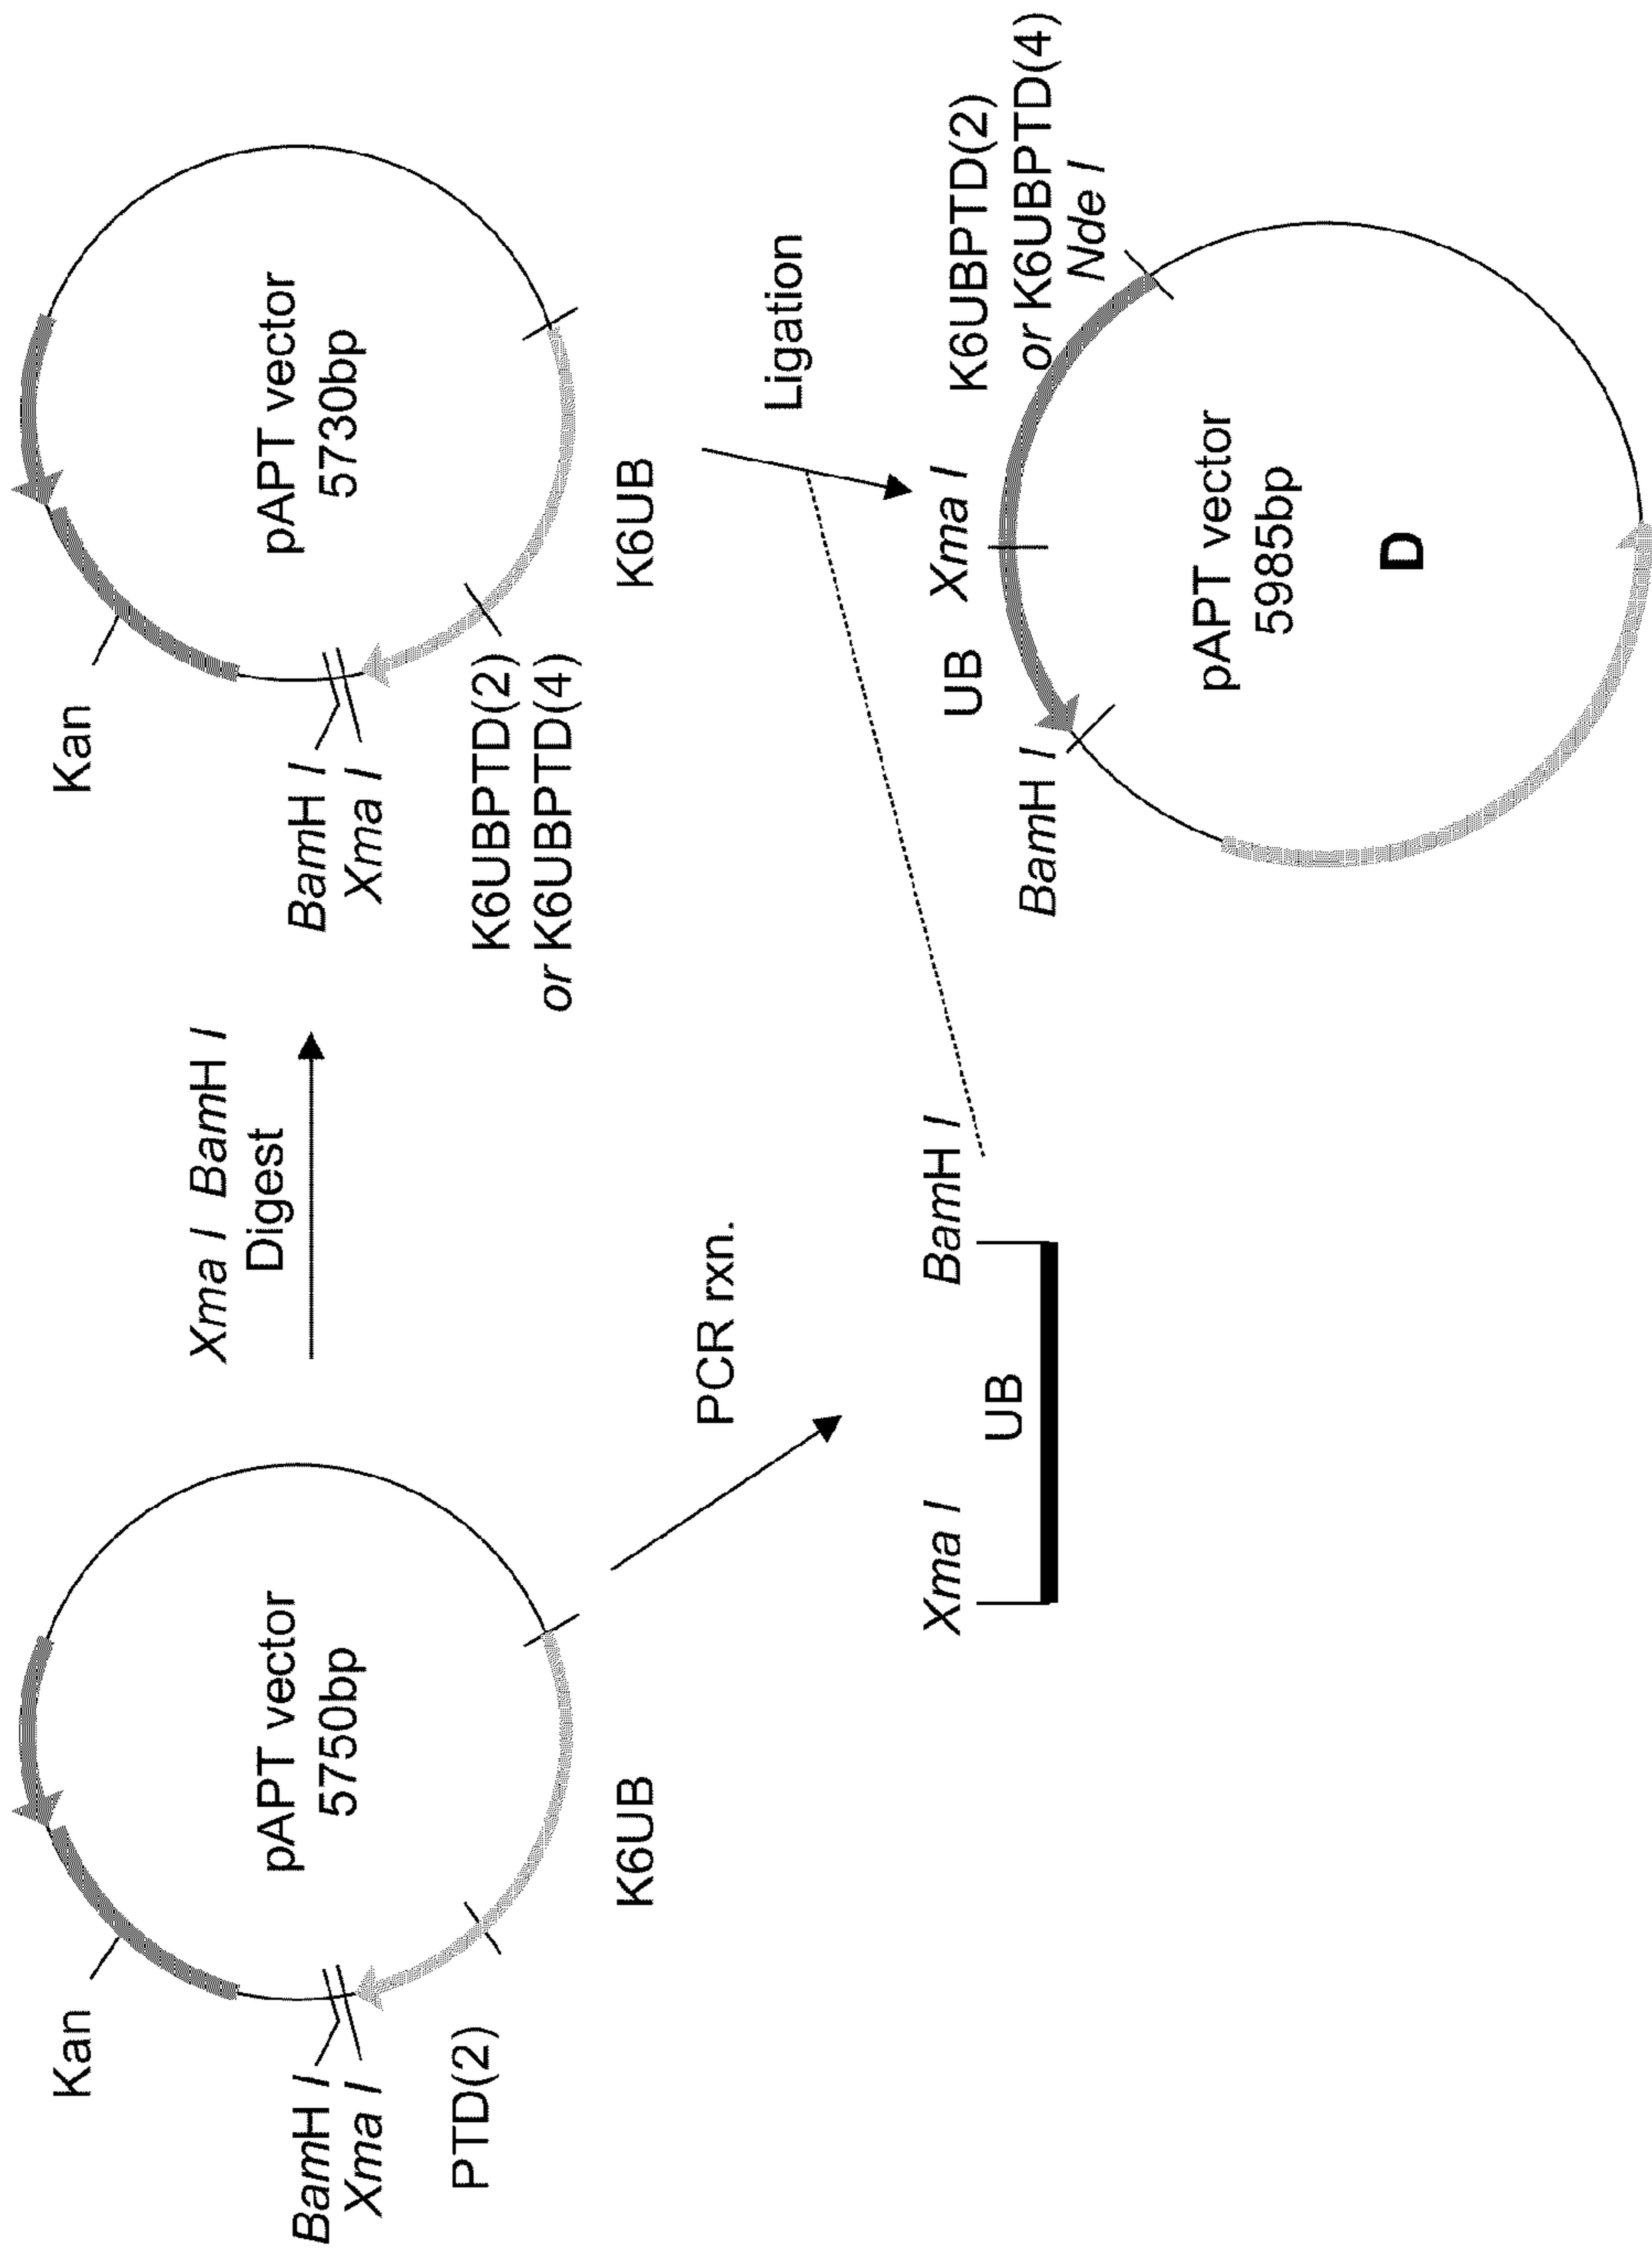 Kan
BamH I
Xma I
pAPT vector
5750bp
PTD(2)
K6UB
Xma I BamH I
Digest
Kan
BamH I
Xma I
pAPT vector
5730bp
K6UBPTD(2)
or K6UBPTD(4)
K6UB
PCR rxn.
Ligation
Xma I
BamH I
UB
BamH I
UB
Xma I
K6UBPTD(2)
or K6UBPTD(4)
Nde I
pAPT vector
5985bp
D